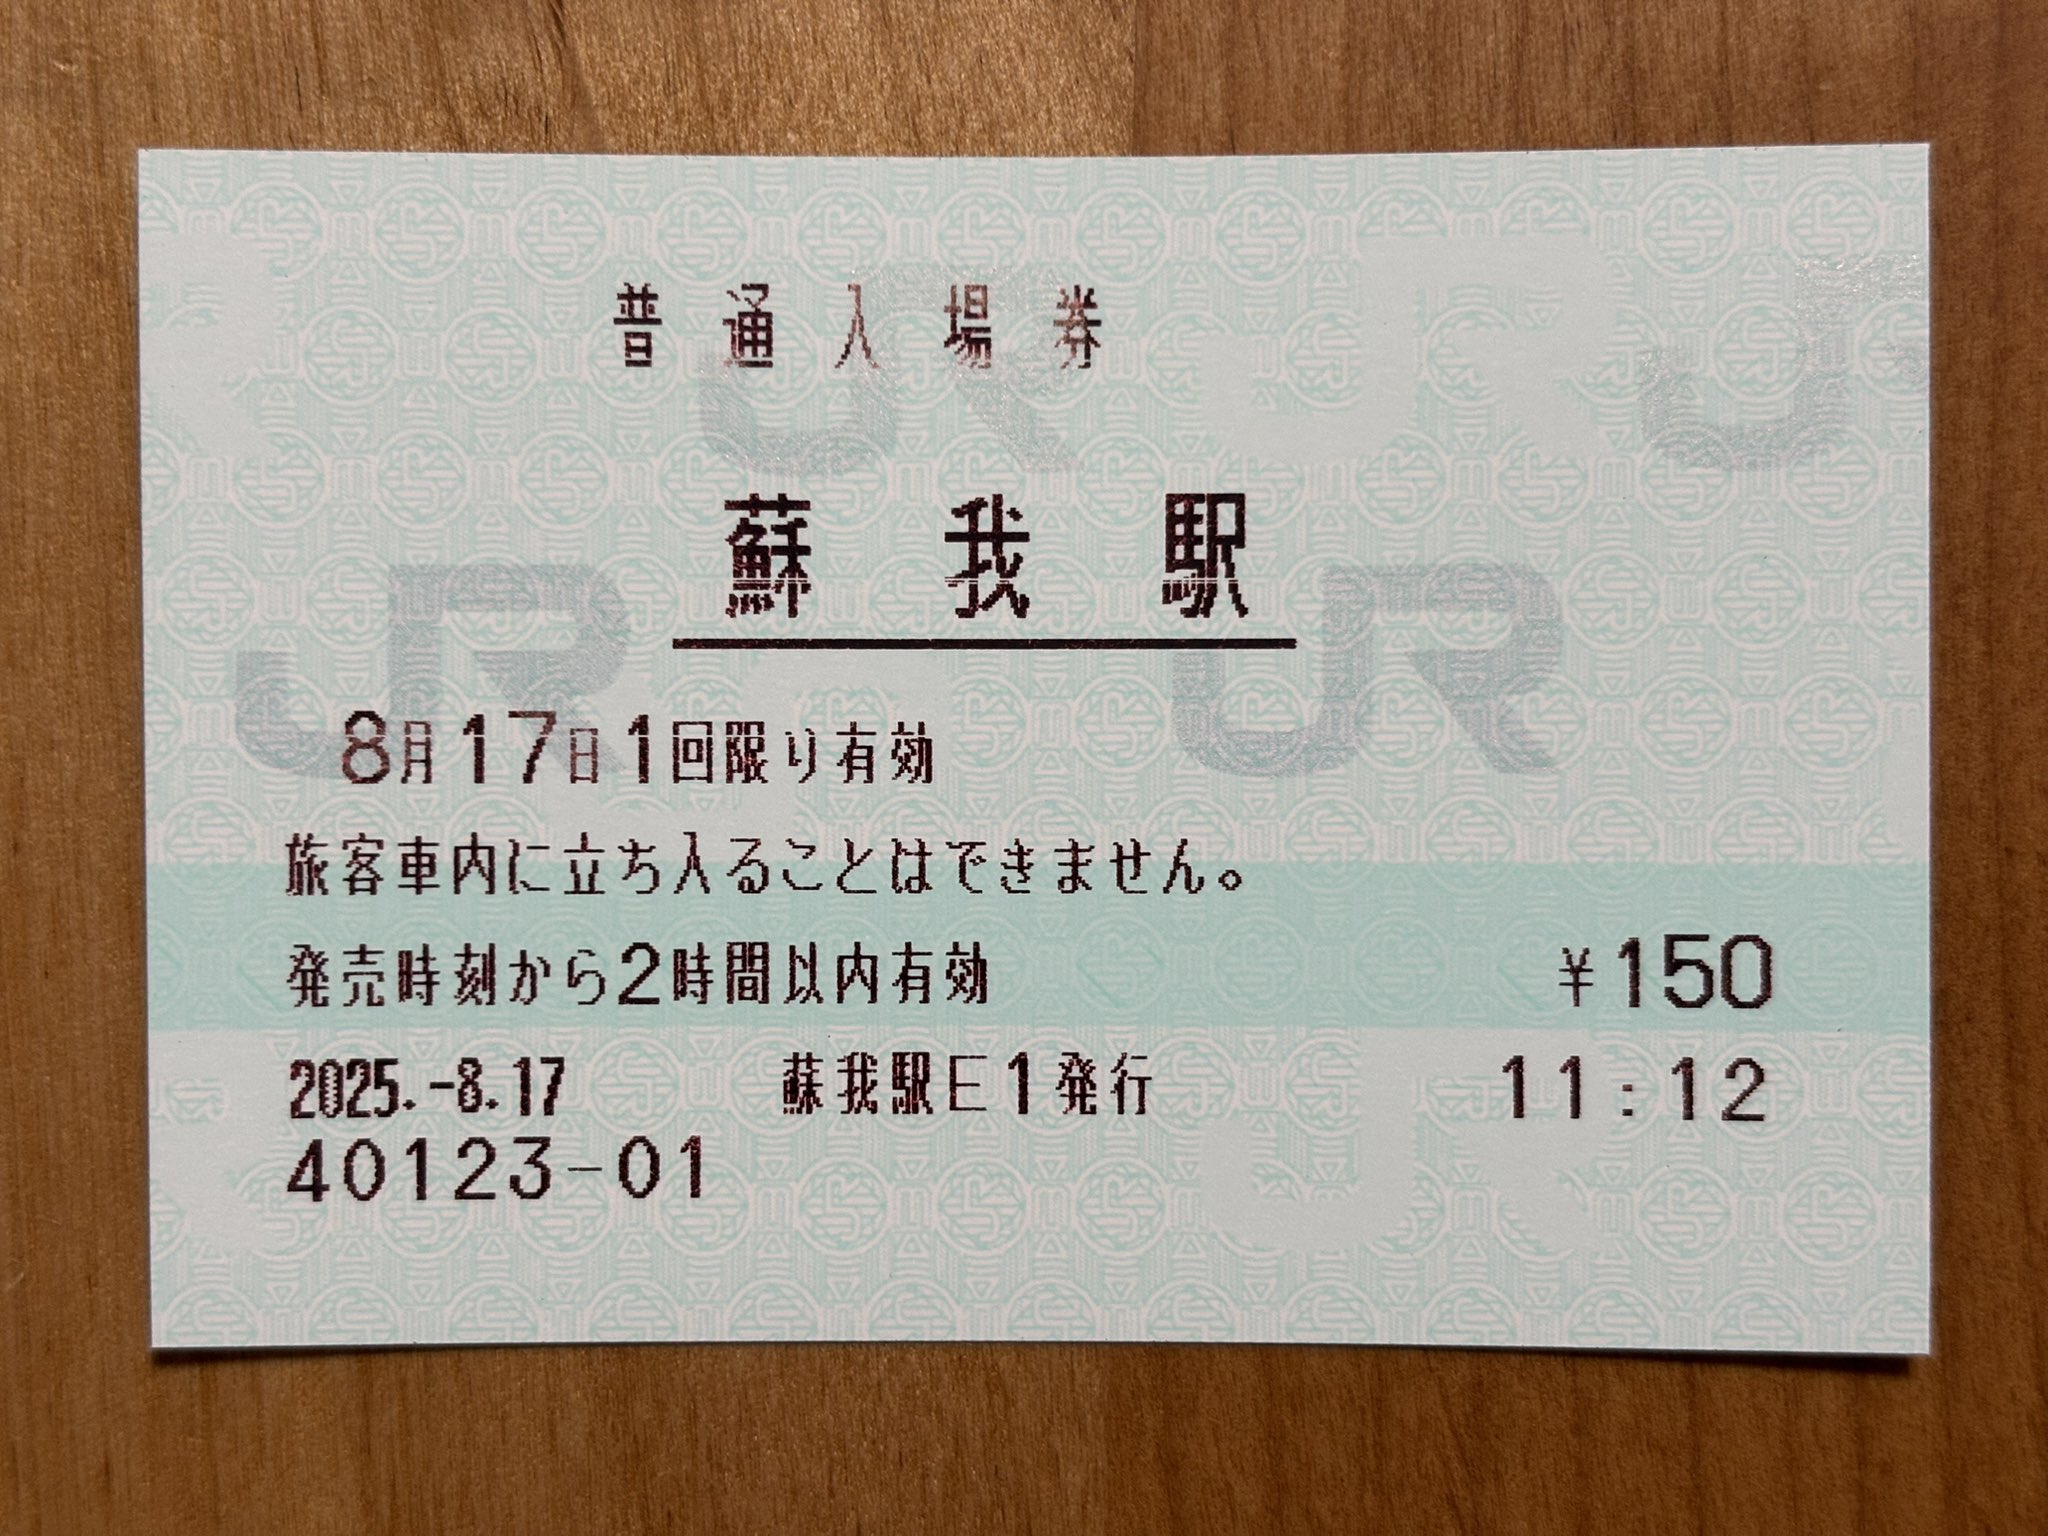 普通入場券
蘇我駅
8月17日1回限り有効
旅客車内に立ち入ることはできません。
発売時刻から2時間以内有効 ¥150
2025.-8.17 蘇我駅E1発行 11:12
40123-01